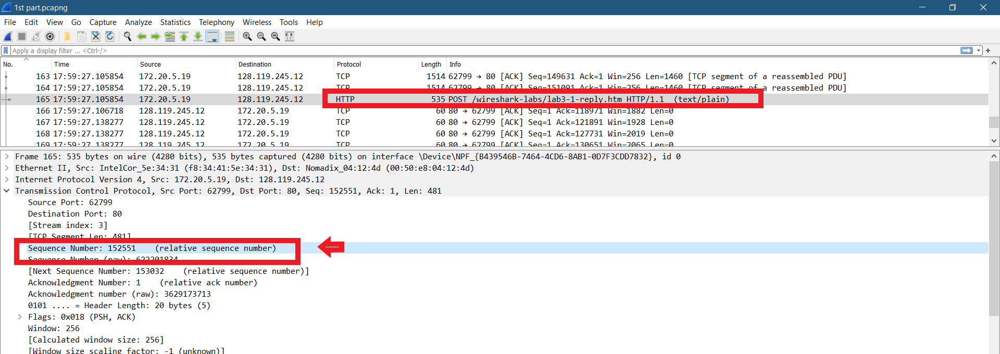 1st part.pcapng
File Edit View Go Capture Analyze Statistics Telephony Wireless Tools Help
Apply a display filter ... <Ctrl-/>
No. Time Source Destination Protocol Length Info
163 17:59:27.105854 172.20.5.19 128.119.245.12 TCP 1514 62799 → 80 [ACK] Seq=149631 Ack=1 Win=256 Len=1460 [TCP segment of a reassembled PDU]
164 17:59:27.105854 172.20.5.19 128.119.245.12 TCP 1514 62799 → 80 [ACK] Seq=151091 Ack=1 Win=256 Len=1460 [TCP segment of a reassembled PDU]
165 17:59:27.105854 172.20.5.19 128.119.245.12 HTTP 535 POST /wireshark-labs/lab3-1-reply.htm HTTP/1.1 (text/plain)
166 17:59:27.106718 128.119.245.12 172.20.5.19 TCP 60 80 → 62799 [ACK] Seq=1 Ack=118971 Win=1882 Len=0
167 17:59:27.138277 128.119.245.12 172.20.5.19 TCP 60 80 → 62799 [ACK] Seq=1 Ack=121891 Win=1928 Len=0
168 17:59:27.138277 128.119.245.12 172.20.5.19 TCP 60 80 → 62799 [ACK] Seq=1 Ack=127731 Win=2019 Len=0
169 17:59:27.138277 128.119.245.12 172.20.5.19 TCP 60 80 → 62799 [ACK] Seq=1 Ack=130651 Win=2065 Len=0
Frame 165: 535 bytes on wire (4280 bits), 535 bytes captured (4280 bits) on interface \Device\NPF_{B439546B-7464-4CD6-8AB1-0D7F3CDD7832}, id 0
Ethernet II, Src: IntelCor_5e:34:31 (f8:34:41:5e:34:31), Dst: Nomadix_04:12:4d (00:50:e8:04:12:4d)
Internet Protocol Version 4, Src: 172.20.5.19, Dst: 128.119.245.12
Transmission Control Protocol, Src Port: 62799, Dst Port: 80, Seq: 152551, Ack: 1, Len: 481
Source Port: 62799
Destination Port: 80
[Stream index: 3]
[TCP Segment Len: 481]
Sequence Number: 152551 (relative sequence number)
Sequence Number (raw): 622201834
[Next Sequence Number: 153032 (relative sequence number)]
Acknowledgment Number: 1 (relative ack number)
Acknowledgment number (raw): 3629173713
0101 .... = Header Length: 20 bytes (5)
Flags: 0x018 (PSH, ACK)
Window: 256
[Calculated window size: 256]
[Window size scaling factor: -1 (unknown)]